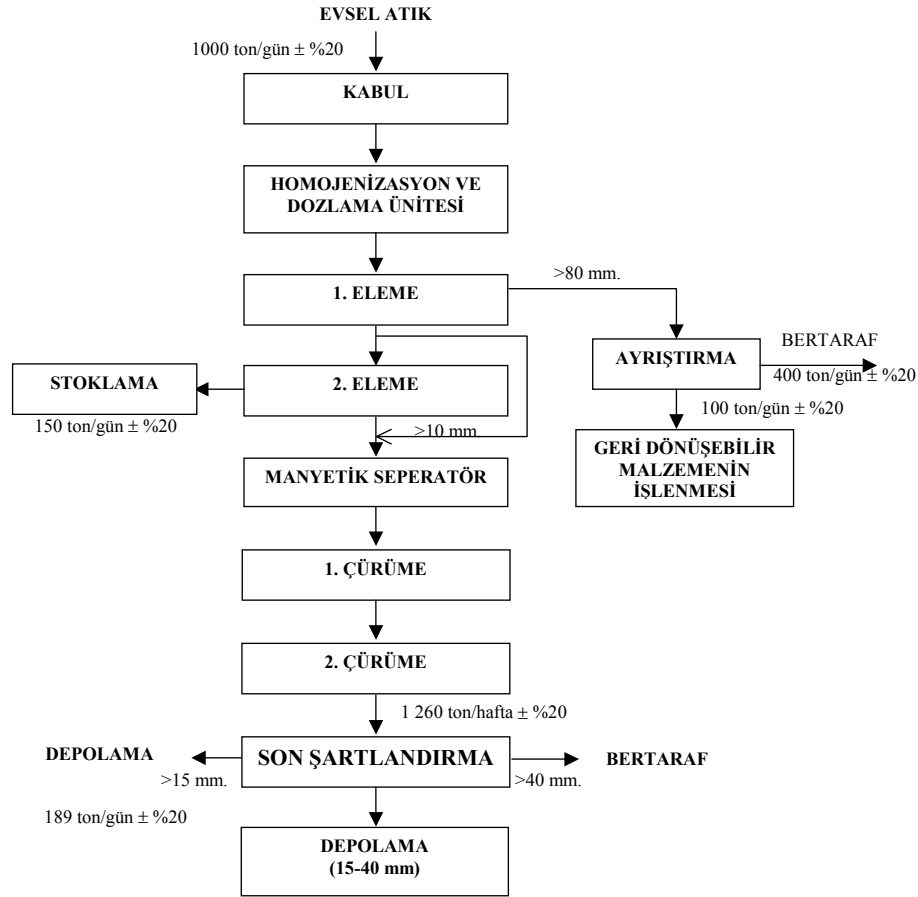 EVSEL ATIK
1000 ton/gün ± %20
KABUL
HOMOJENİZASYON VE
DOZLAMA ÜNİTESİ
>80 mm.
1. ELEME
BERTARAF
AYRIŞTIRMA
400 ton/gün ± %20
STOKLAMA
2. ELEME
150 ton/gün ± %20
100 ton/gün ± %20
>10 mm.
GERİ DÖNÜŞEBİLİR
MALZEMENİN
İŞLENMESİ
MANYETİK SEPERATÖR
1. ÇÜRÜME
2. ÇÜRÜME
1 260 ton/hafta ± %20
DEPOLAMA
SON ŞARTLANDIRMA
BERTARAF
>15 mm.
>40 mm.
189 ton/gün ± %20
DEPOLAMA
(15-40 mm)